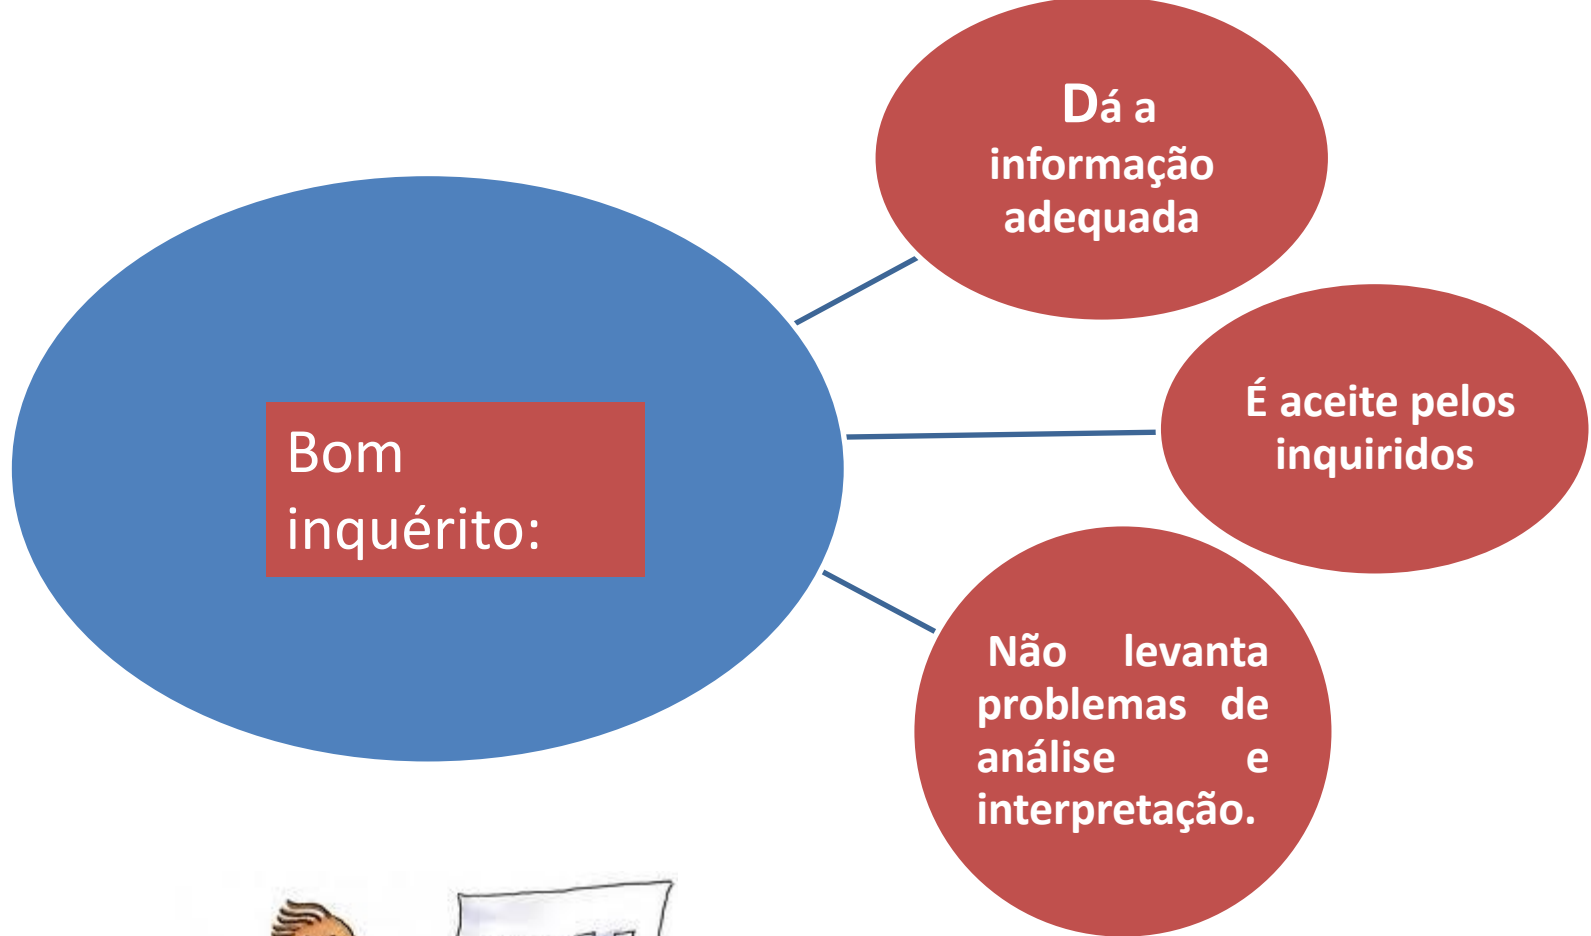 Bom
inquérito:
Dá a
informação
adequada
É aceite pelos
inquiridos
Não levanta
problemas de
análise e
interpretação.